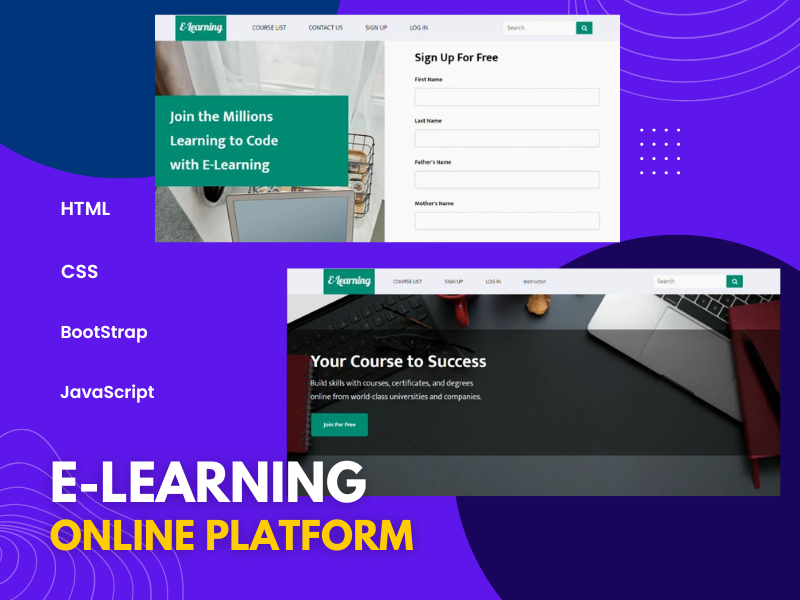 E-Learning
COURSE LIST
CONTACT US
SIGN UP
LOG IN
Search
Join the Millions
Learning to Code
with E-Learning
Sign Up For Free
First Name
Last Name
Father's Name
Mother's Name
HTML
CSS
BootStrap
JavaScript
E-Learning
COURSE LIST
SIGN UP
LOG IN
Instructor
Search
Your Course to Success
Build skills with courses, certificates, and degrees
online from world-class universities and companies.
Join For Free
E-LEARNING
ONLINE PLATFORM